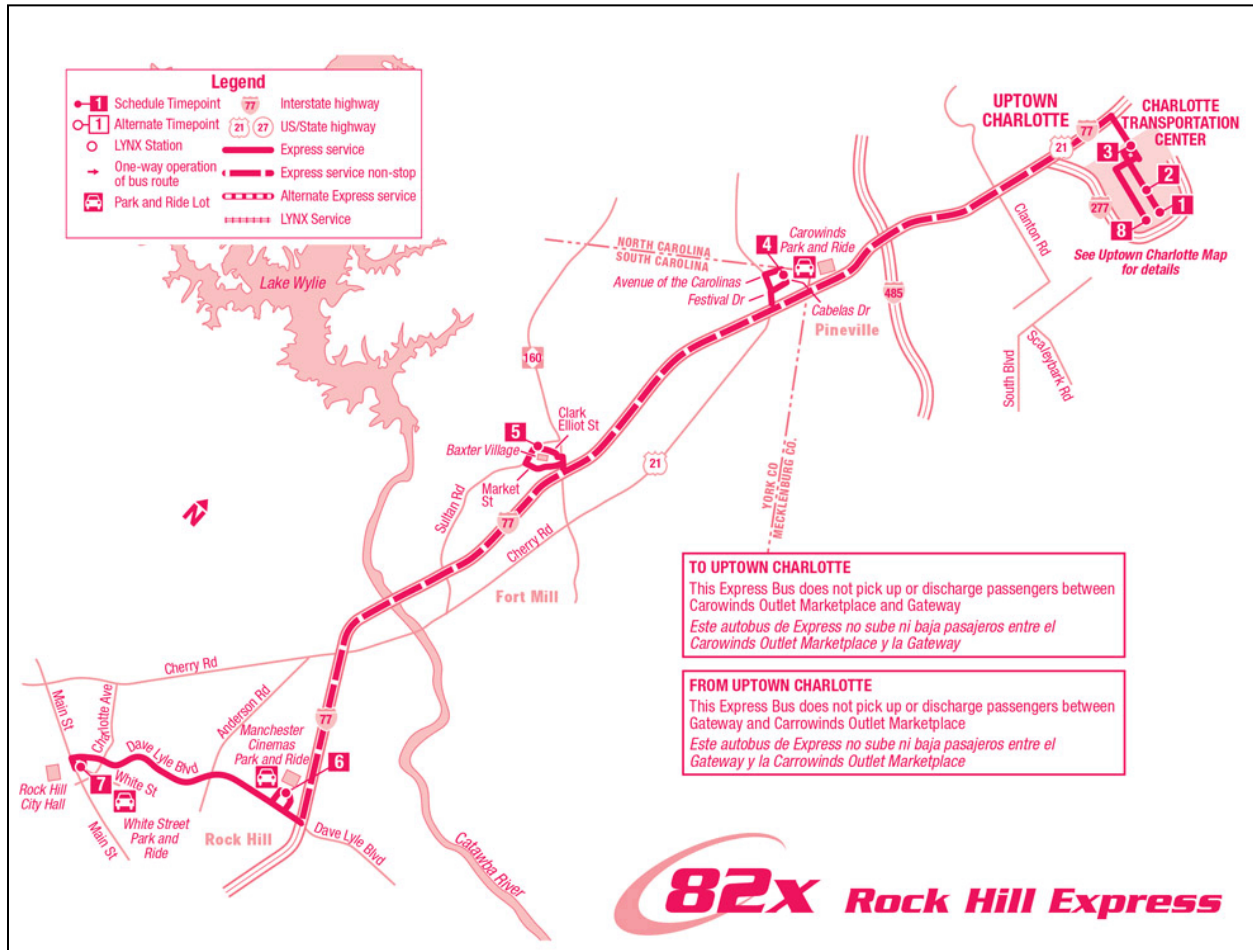 Legend
1 Schedule Timepoint
1 Alternate Timepoint
LYNX Station
One-way operation
of bus route
Park and Ride Lot
77 Interstate highway
21 27 US/State highway
Express service
Express service non-stop
Alternate Express service
LYNX Service
UPTOWN
CHARLOTTE
CHARLOTTE
TRANSPORTATION
CENTER
77
21
3
2
1
8
277
See Uptown Charlotte Map
for details
Clanton Rd
485
South Blvd
Scaleybark Rd
NORTH CAROLINA
SOUTH CAROLINA
4
Carowinds
Park and Ride
Avenue of the Carolinas
Festival Dr
Cabelas Dr
Pineville
Lake Wylie
160
Clark
Elliot St
5
Baxter Village
Market
St
Sultan Rd
77
21
Cherry Rd
YORK CO
MECKLENBURG CO.
N
Fort Mill
TO UPTOWN CHARLOTTE
This Express Bus does not pick up or discharge passengers between
Carowinds Outlet Marketplace and Gateway
Este autobus de Express no sube ni baja pasajeros entre el
Carowinds Outlet Marketplace y la Gateway
FROM UPTOWN CHARLOTTE
This Express Bus does not pick up or discharge passengers between
Gateway and Carrowinds Outlet Marketplace
Este autobus de Express no sube ni baja pasajeros entre el
Gateway y la Carrowinds Outlet Marketplace
Cherry Rd
Main St
Charlotte Ave
Anderson Rd
Dave Lyle Blvd
77
Manchester
Cinemas
Park and Ride
6
7
White St
Rock Hill
City Hall
Main St
White Street
Park and
Ride
Rock Hill
Dave Lyle Blvd
Catawba River
82x Rock Hill Express